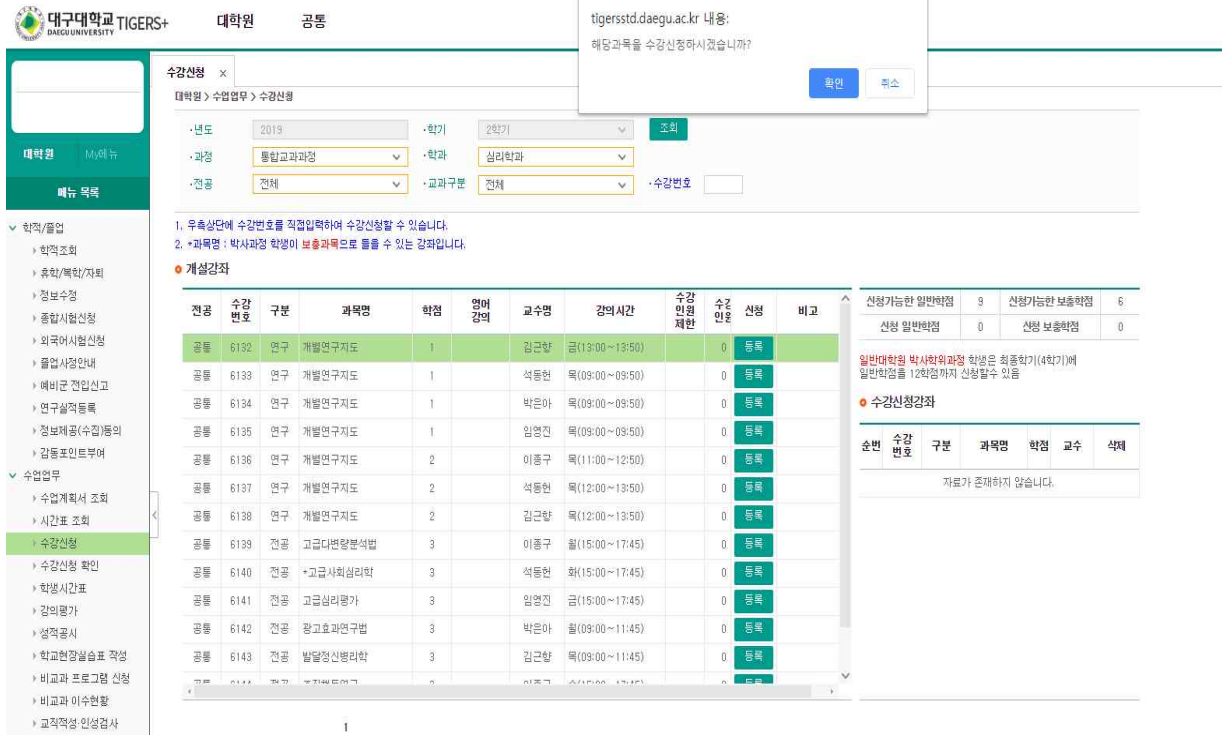 대구대학교 TIGERS+
DAEGU UNIVERSITY
대학원 공통
tigersstd.daegu.ac.kr 내용:
해당과목을 수강신청하시겠습니까?
확인 취소
수강신청 ×
대학원 > 수업업무 > 수강신청
·년도 2019 ·학기 2학기 조회
·과정 통합교과과정 ·학과 심리학과
·전공 전체 ·교과구분 전체 ·수강번호
대학원 My메뉴
메뉴 목록
학적/졸업
학적조회
휴학/복학/자퇴
정보수정
종합시험신청
외국어시험신청
졸업사정안내
예비군 전입신고
연구실적등록
정보제공(수집)동의
감동포인트부여
수업업무
수업계획서 조회
시간표 조회
수강신청
수강신청 확인
학생시간표
강의평가
성적공시
학교현장실습표 작성
비교과 프로그램 신청
비교과 이수현황
교직적성·인성검사
1. 우측상단에 수강번호를 직접입력하여 수강신청할 수 있습니다.
2. +과목명 : 박사과정 학생이 보충과목으로 들을 수 있는 강좌입니다.
개설강좌
전공 수강번호 구분 과목명 학점 영어강의 교수명 강의시간 수강인원제한 신청 비고
공통 6132 연구 개별연구지도 1 김근향 금(13:00~13:50) 0 등록
공통 6133 연구 개별연구지도 1 석동헌 목(09:00~09:50) 0 등록
공통 6134 연구 개별연구지도 1 박은아 목(09:00~09:50) 0 등록
공통 6135 연구 개별연구지도 1 임영진 목(09:00~09:50) 0 등록
공통 6136 연구 개별연구지도 2 이종구 목(11:00~12:50) 0 등록
공통 6137 연구 개별연구지도 2 석동헌 목(12:00~13:50) 0 등록
공통 6138 연구 개별연구지도 2 김근향 목(12:00~13:50) 0 등록
공통 6139 전공 고급다변량분석법 3 이종구 월(15:00~17:45) 0 등록
공통 6140 전공 +고급사회심리학 3 석동헌 화(15:00~17:45) 0 등록
공통 6141 전공 고급심리평가 3 임영진 금(15:00~17:45) 0 등록
공통 6142 전공 광고효과연구법 3 박은아 월(09:00~11:45) 0 등록
공통 6143 전공 발달정신병리학 3 김근향 목(09:00~11:45) 0 등록
1
신청가능한 일반학점 9 신청가능한 보충학점 6
신청 일반학점 0 신청 보충학점 0
일반대학원 박사학위과정 학생은 최종학기(4학기)에
일반학점을 12학점까지 신청할수 있음
수강신청강좌
순번 수강번호 구분 과목명 학점 교수 삭제
자료가 존재하지 않습니다.